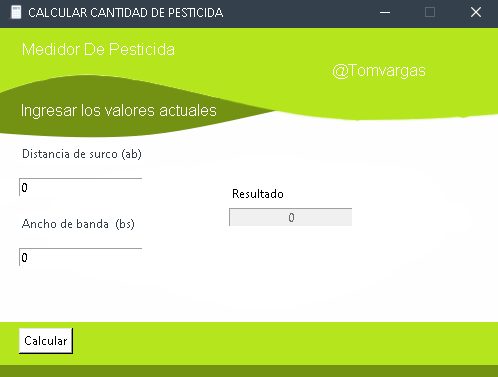 CALCULAR CANTIDAD DE PESTICIDA
Medidor De Pesticida
@Tomvargas
Ingresar los valores actuales
Distancia de surco (ab)
0
Resultado
0
Ancho de banda (bs)
0
Calcular